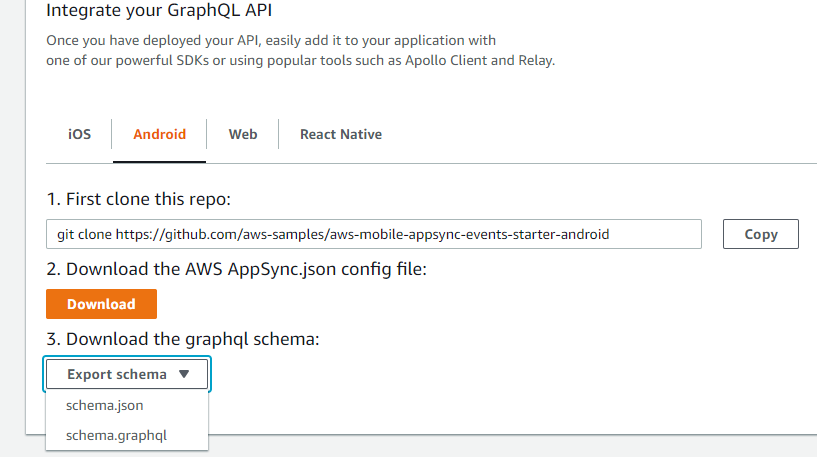 Integrate your GraphQL API
Once you have deployed your API, easily add it to your application with
one of our powerful SDKs or using popular tools such as Apollo Client and Relay.
iOS Android Web React Native
1. First clone this repo:
git clone https://github.com/aws-samples/aws-mobile-appsync-events-starter-android Copy
2. Download the AWS AppSync.json config file:
Download
3. Download the graphql schema:
Export schema
schema.json
schema.graphql